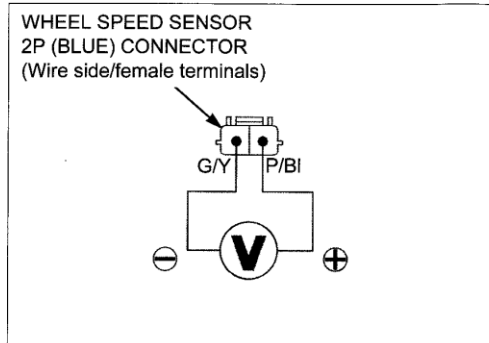 WHEEL SPEED SENSOR
2P (BLUE) CONNECTOR
(Wire side/female terminals)
G/Y P/Bl
V
− +